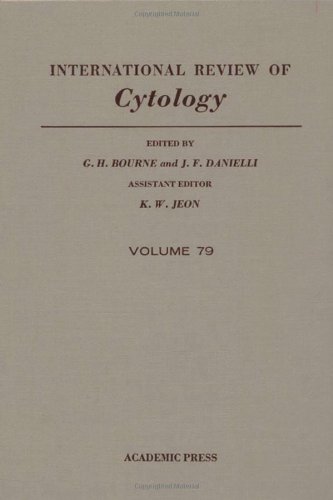 INTERNATIONAL REVIEW OF
Cytology
EDITED BY
G. H. BOURNE and J. F. DANIELLI
ASSISTANT EDITOR
K. W. JEON
VOLUME 79
ACADEMIC PRESS